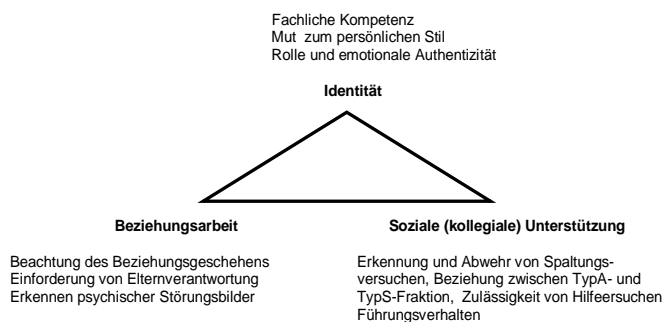 Fachliche Kompetenz
Mut zum persönlichen Stil
Rolle und emotionale Authentizität
Identität
Beziehungsarbeit
Beachtung des Beziehungsgeschehens
Einforderung von Elternverantwortung
Erkennen psychischer Störungsbilder
Soziale (kollegiale) Unterstützung
Erkennung und Abwehr von Spaltungs-
versuchen, Beziehung zwischen TypA- und
TypS-Fraktion, Zulässigkeit von Hilfeersuchen
Führungsverhalten